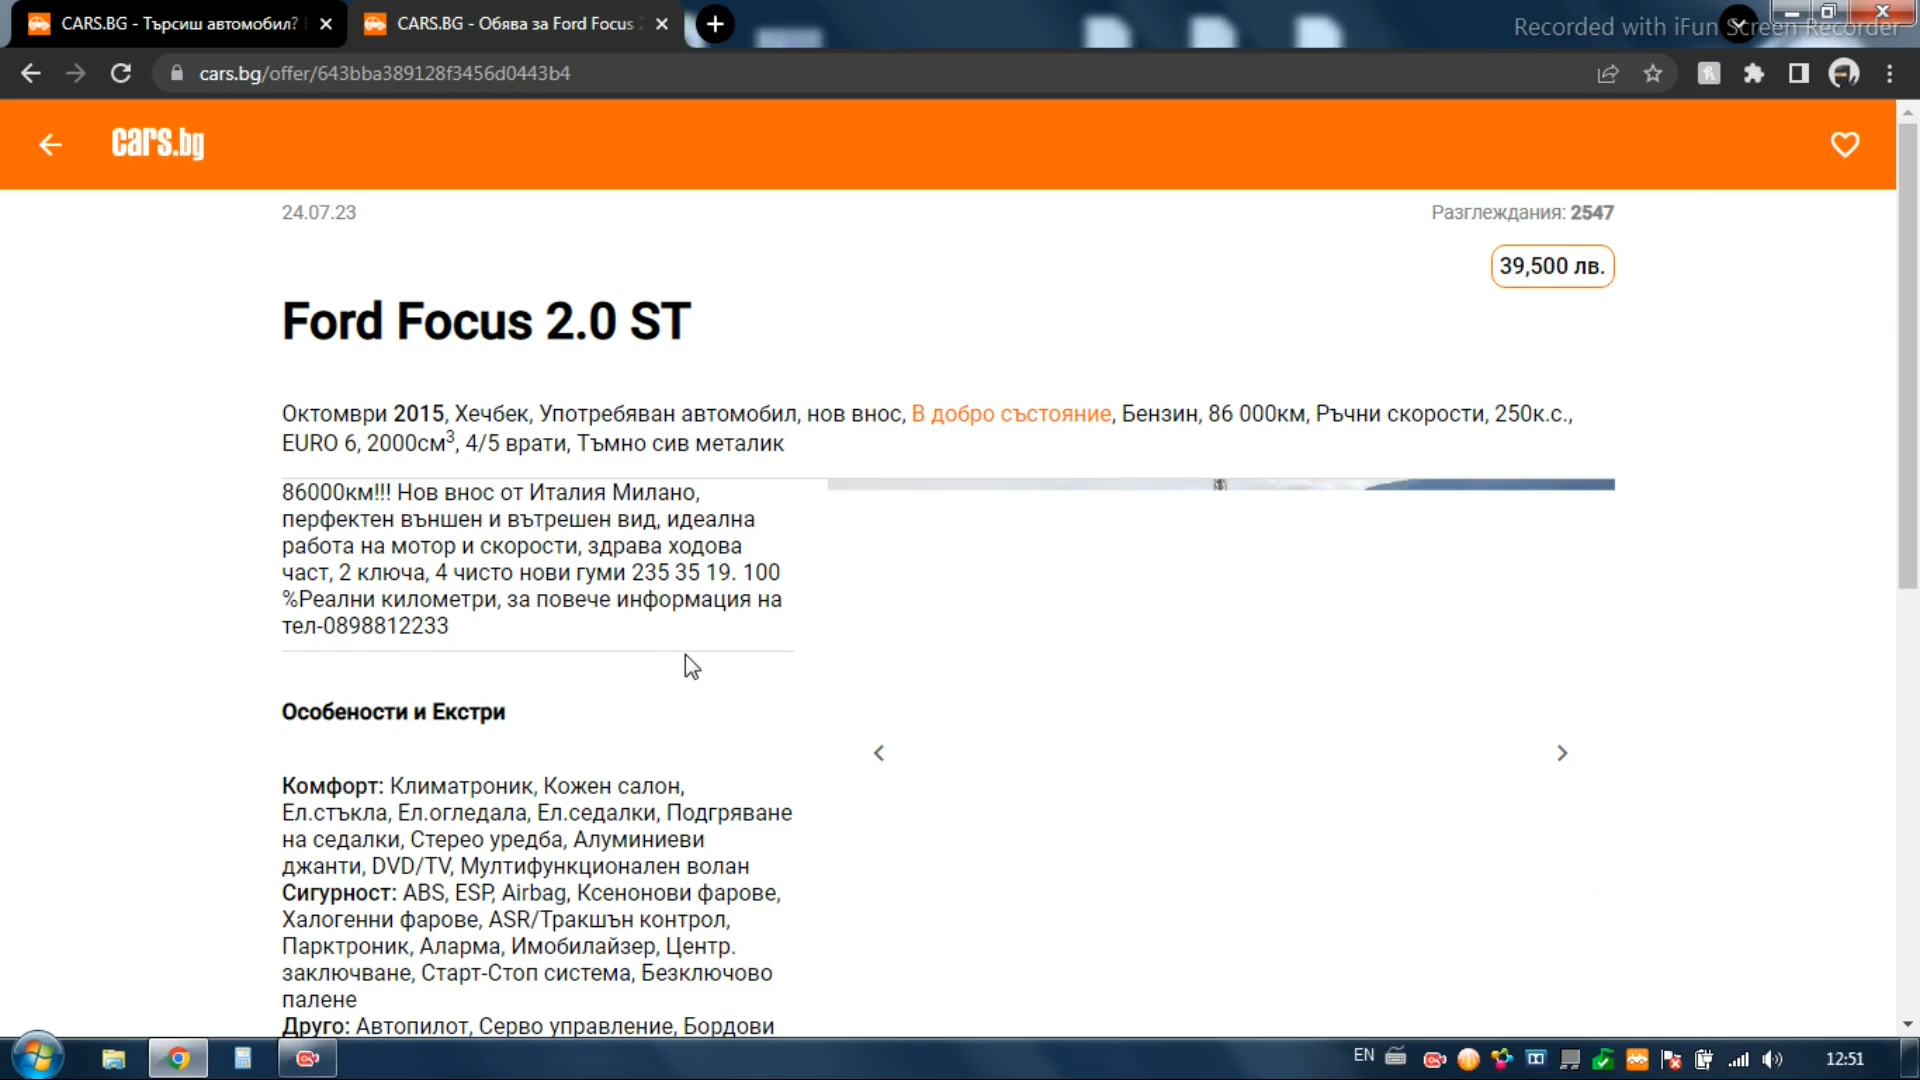 CARS.BG - Търсиш автомобил?
CARS.BG - Обява за Ford Focus 2
Recorded with iFun Screen Recorder
cars.bg/offer/643bba389128f3456d0443b4
cars.bg
24.07.23
Разглеждания: 2547
39,500 лв.
Ford Focus 2.0 ST
Октомври 2015, Хечбек, Употребяван автомобил, нов внос, В добро състояние, Бензин, 86 000км, Ръчни скорости, 250к.с.,
EURO 6, 2000см³, 4/5 врати, Тъмно сив металик
86000км!!! Нов внос от Италия Милано,
перфектен външен и вътрешен вид, идеална
работа на мотор и скорости, здрава ходова
част, 2 ключа, 4 чисто нови гуми 235 35 19. 100
%Реални километри, за повече информация на
тел-0898812233
Особености и Екстри
Комфорт: Климатроник, Кожен салон,
Ел.стъкла, Ел.огледала, Ел.седалки, Подгряване
на седалки, Стерео уредба, Алуминиеви
джанти, DVD/TV, Мултифункционален волан
Сигурност: ABS, ESP, Airbag, Ксенонови фарове,
Халогенни фарове, ASR/Тракшън контрол,
Парктроник, Аларма, Имобилайзер, Центр.
заключване, Старт-Стоп система, Безключово
палене
Друго: Автопилот, Серво управление, Бордови
EN
12:51